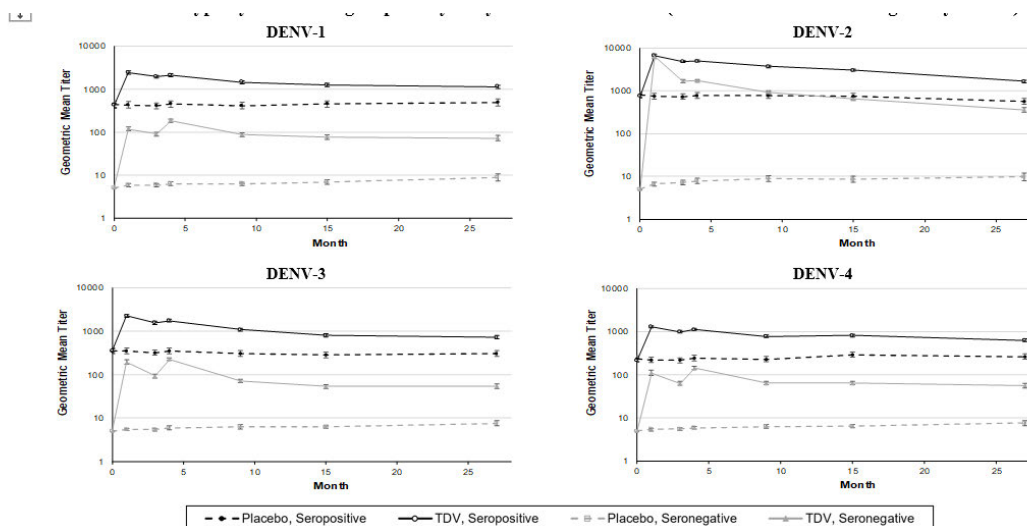 DENV-1
DENV-2
Geometric Mean Titer
10000
1000
100
10
1
0
5
10
15
20
25
Month
Geometric Mean Titer
10000
1000
100
10
1
0
5
10
15
20
25
Month
DENV-3
DENV-4
Geometric Mean Titer
10000
1000
100
10
1
0
5
10
15
20
25
Month
Geometric Mean Titer
10000
1000
100
10
1
0
5
10
15
20
25
Month
Placebo, Seropositive
TDV, Seropositive
Placebo, Seronegative
TDV, Seronegative